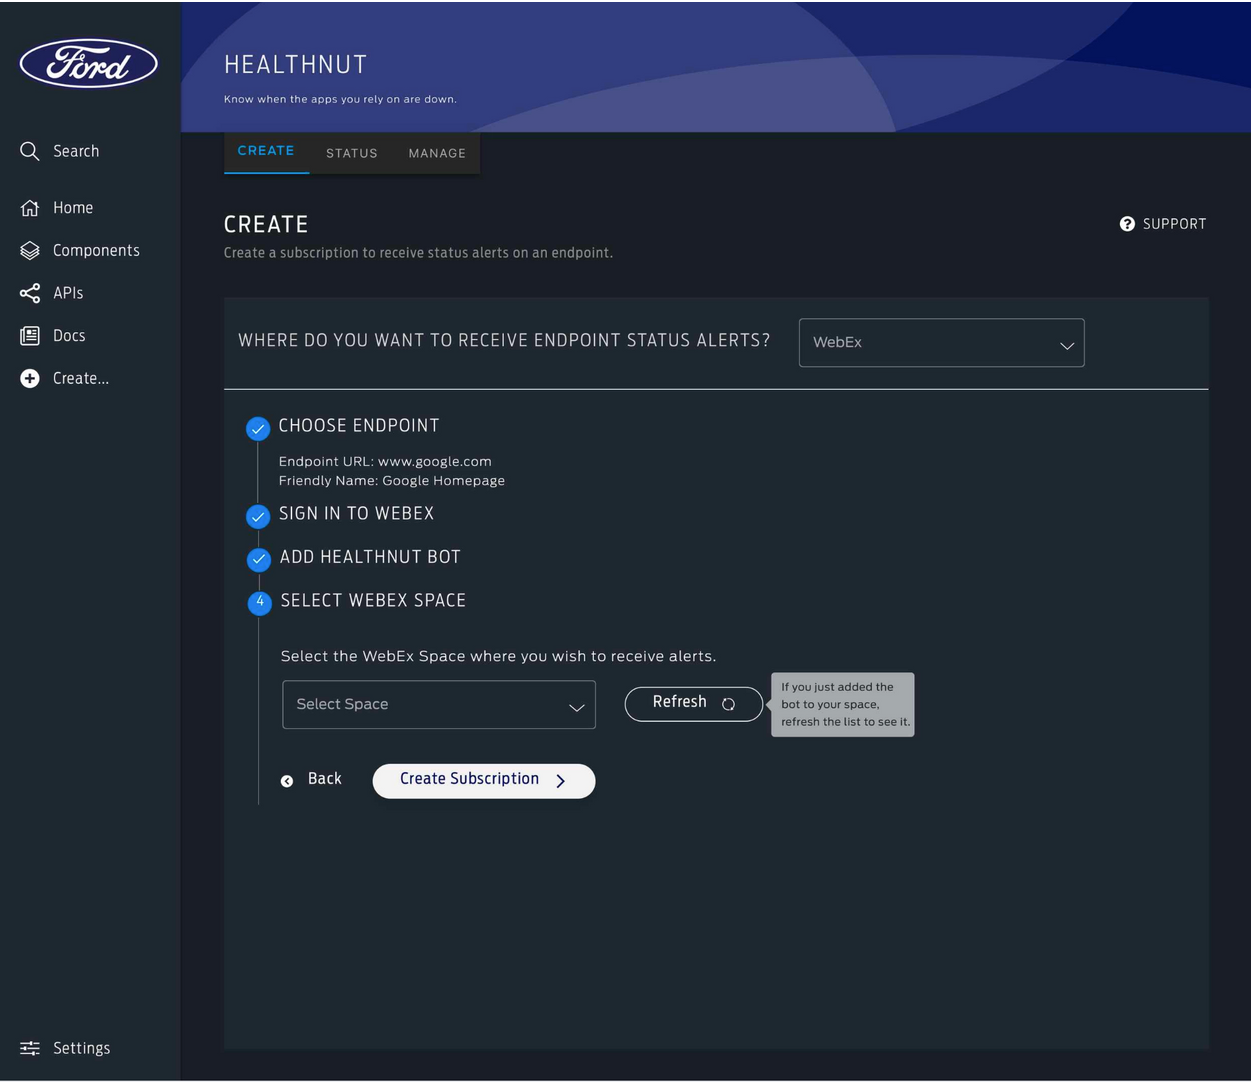 Ford
HEALTHNUT
Know when the apps you rely on are down.
Search
CREATE
STATUS
MANAGE
Home
CREATE
SUPPORT
Components
Create a subscription to receive status alerts on an endpoint.
APIs
Docs
WHERE DO YOU WANT TO RECEIVE ENDPOINT STATUS ALERTS?
WebEx
Create...
CHOOSE ENDPOINT
Endpoint URL: www.google.com
Friendly Name: Google Homepage
SIGN IN TO WEBEX
ADD HEALTHNUT BOT
4 SELECT WEBEX SPACE
Select the WebEx Space where you wish to receive alerts.
Select Space
Refresh
If you just added the
bot to your space,
refresh the list to see it.
Back
Create Subscription
Settings